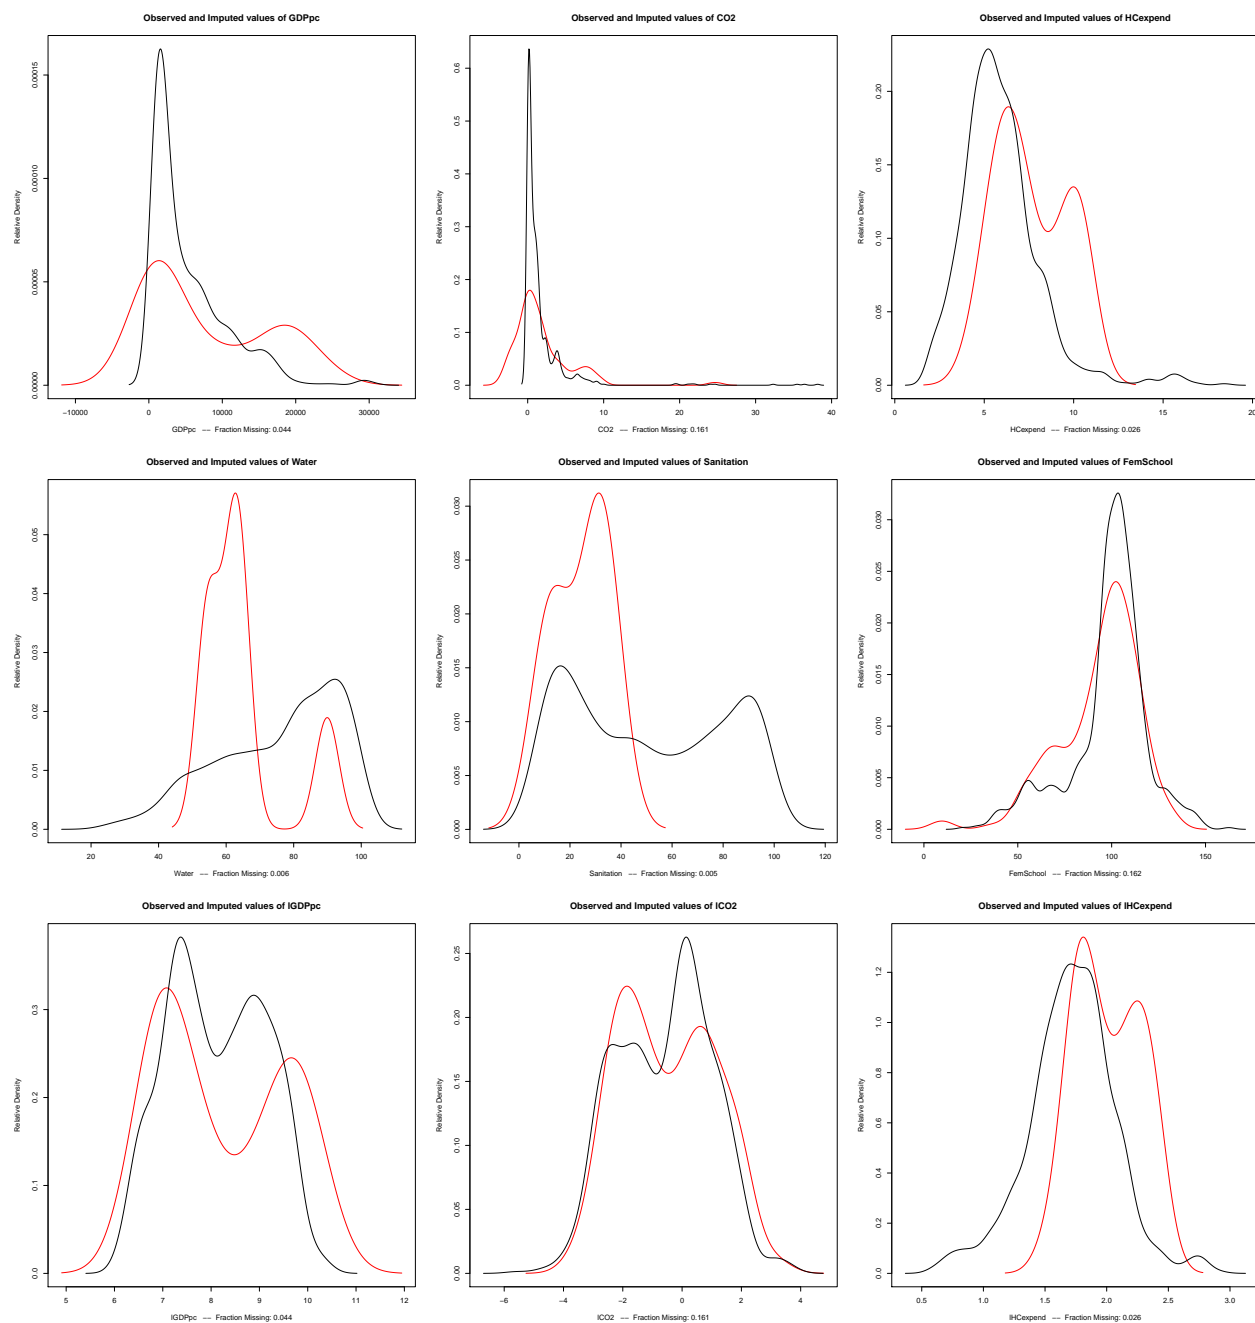 Observed and Imputed values of GDPpc
Relative Density
0.00000
0.00005
0.00010
0.00015
−10000 0 10000 20000 30000
GDPpc −− Fraction Missing: 0.044
Observed and Imputed values of CO2
Relative Density
0.0
0.1
0.2
0.3
0.4
0.5
0.6
0 10 20 30 40
CO2 −− Fraction Missing: 0.161
Observed and Imputed values of HCexpend
Relative Density
0.00
0.05
0.10
0.15
0.20
0 5 10 15 20
HCexpend −− Fraction Missing: 0.026
Observed and Imputed values of Water
Relative Density
0.00
0.01
0.02
0.03
0.04
0.05
20 40 60 80 100
Water −− Fraction Missing: 0.006
Observed and Imputed values of Sanitation
Relative Density
0.000
0.005
0.010
0.015
0.020
0.025
0.030
0 20 40 60 80 100 120
Sanitation −− Fraction Missing: 0.005
Observed and Imputed values of FemSchool
Relative Density
0.000
0.005
0.010
0.015
0.020
0.025
0.030
0 50 100 150
FemSchool −− Fraction Missing: 0.162
Observed and Imputed values of lGDPpc
Relative Density
0.0
0.1
0.2
0.3
5 6 7 8 9 10 11 12
lGDPpc −− Fraction Missing: 0.044
Observed and Imputed values of lCO2
Relative Density
0.00
0.05
0.10
0.15
0.20
0.25
−6 −4 −2 0 2 4
lCO2 −− Fraction Missing: 0.161
Observed and Imputed values of lHCexpend
Relative Density
0.0
0.2
0.4
0.6
0.8
1.0
1.2
0.5 1.0 1.5 2.0 2.5 3.0
lHCexpend −− Fraction Missing: 0.026